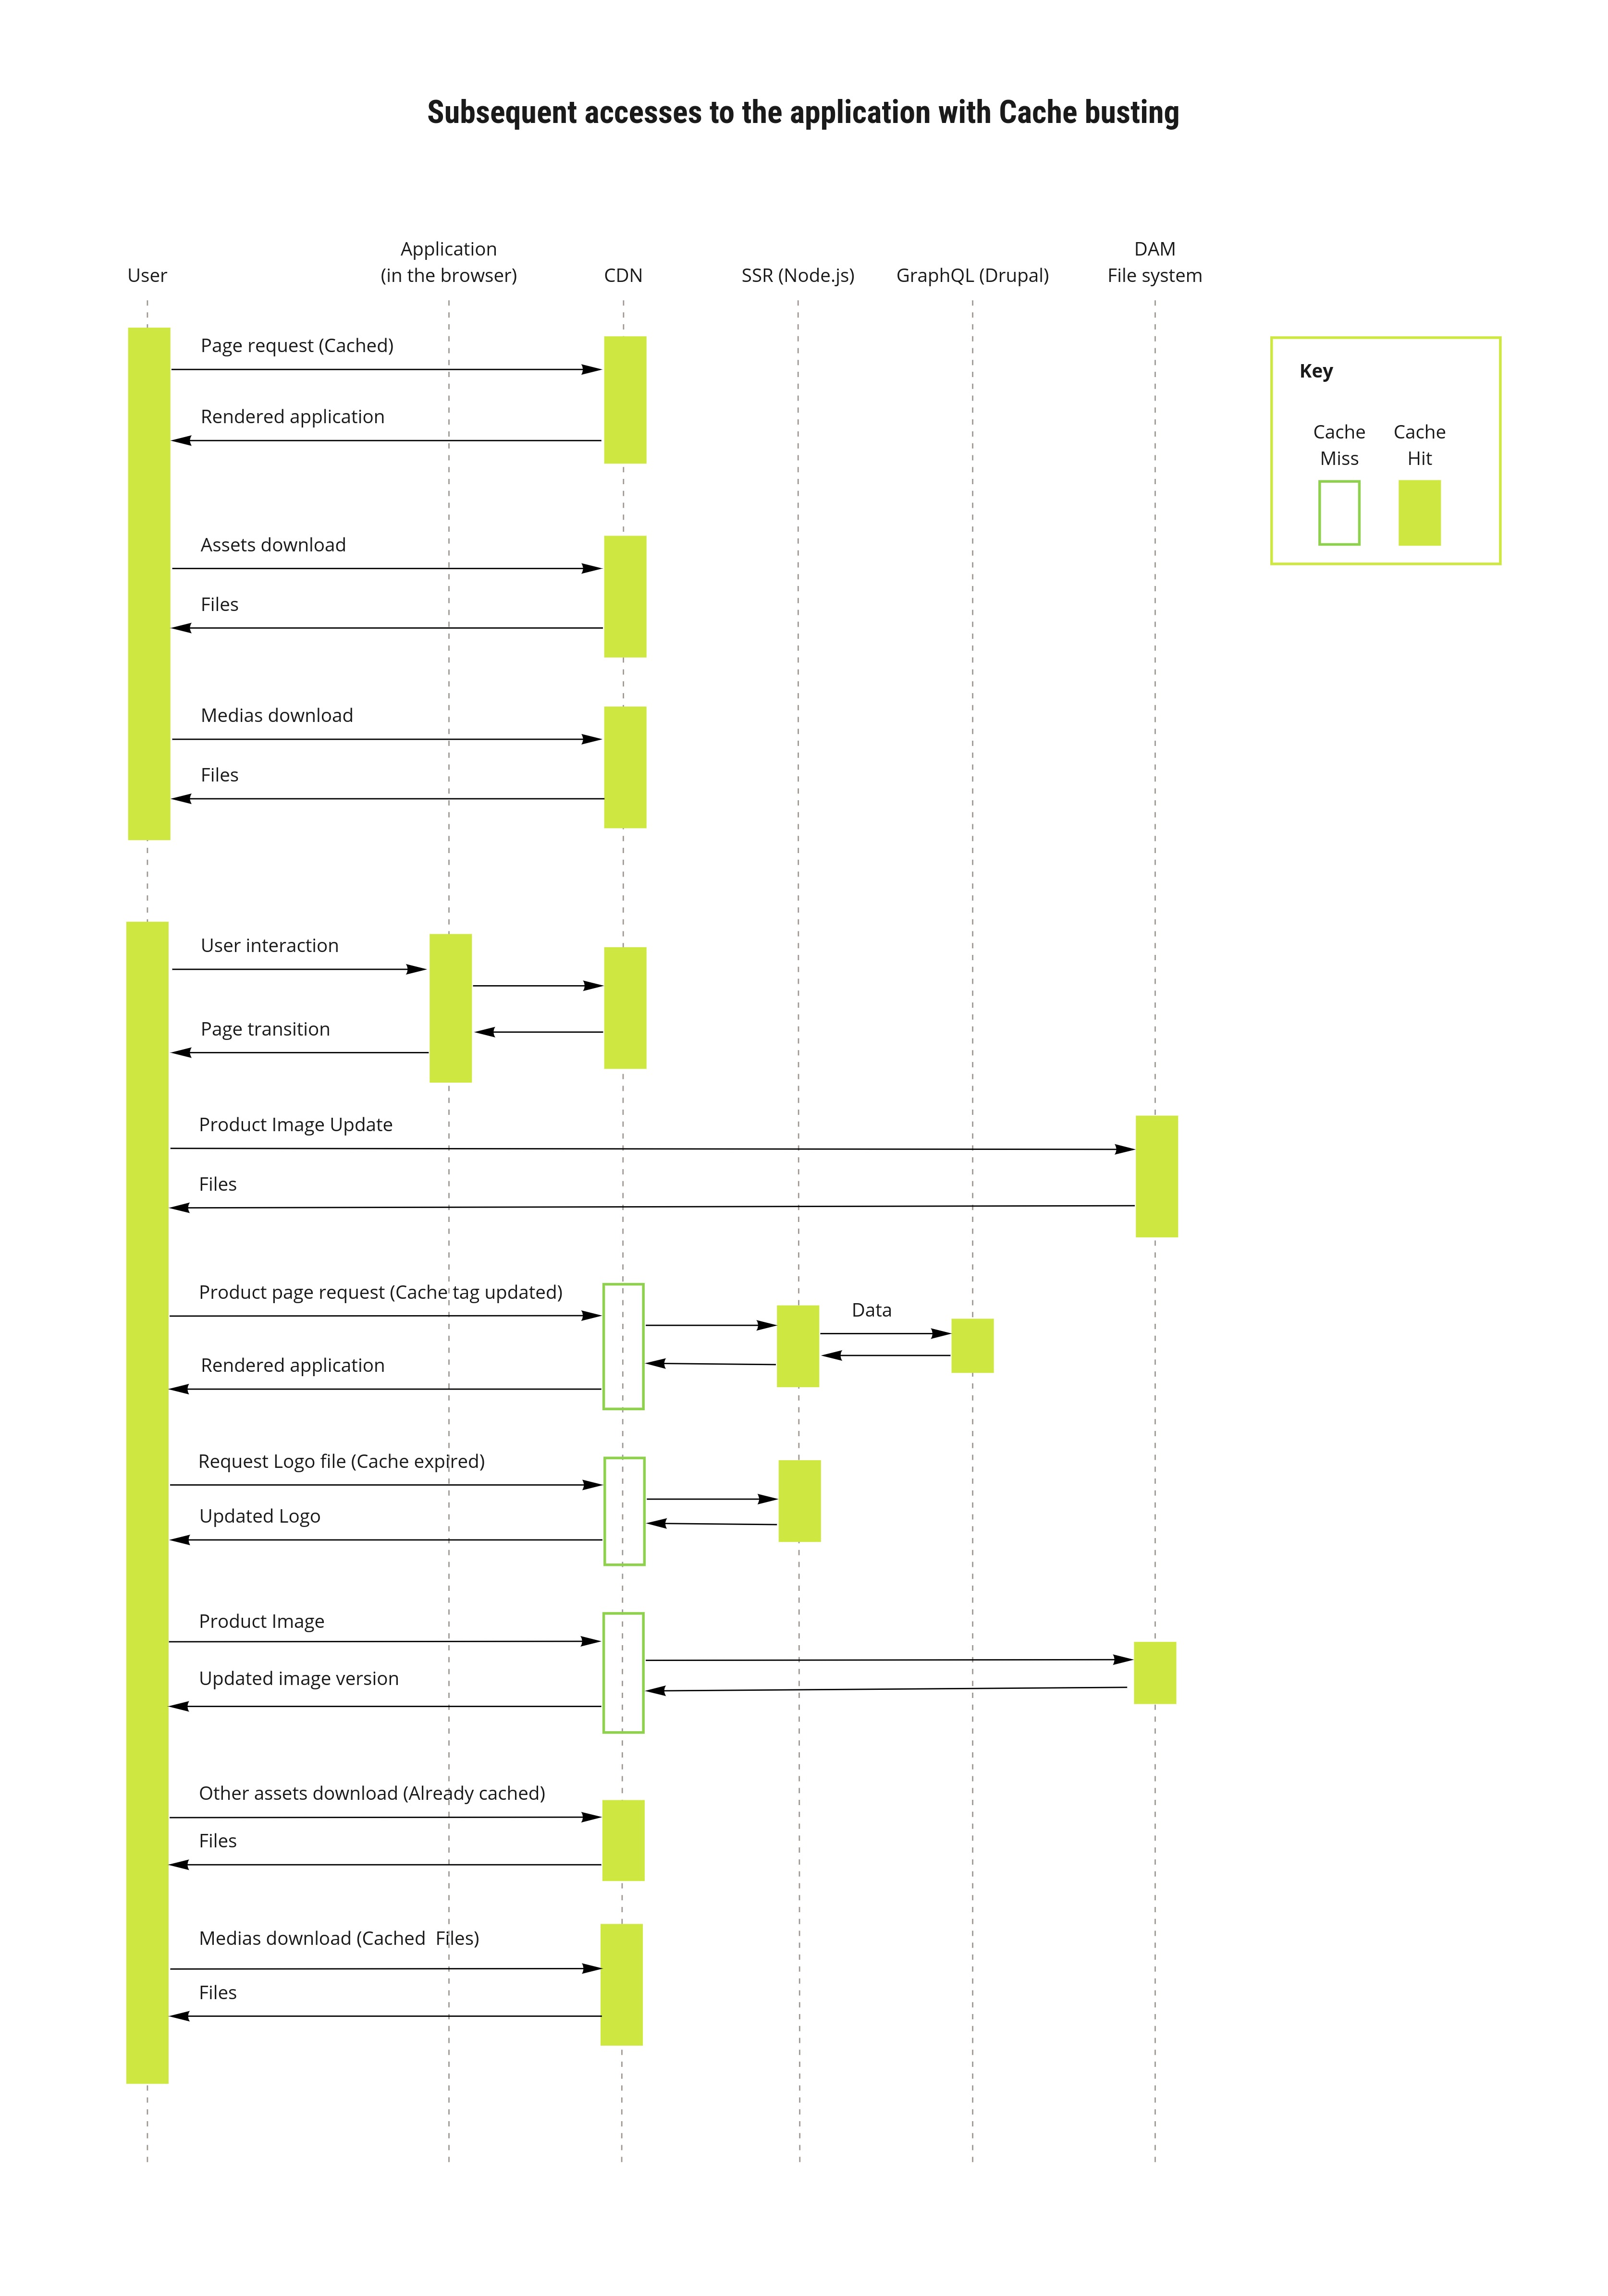 Subsequent accesses to the application with Cache busting
User
Application
(in the browser)
CDN
SSR (Node.js)
GraphQL (Drupal)
DAM
File system
Page request (Cached)
Rendered application
Key
Cache
Miss
Cache
Hit
Assets download
Files
Medias download
Files
User interaction
Page transition
Product Image Update
Files
Product page request (Cache tag updated)
Data
Rendered application
Request Logo file (Cache expired)
Updated Logo
Product Image
Updated image version
Other assets download (Already cached)
Files
Medias download (Cached  Files)
Files